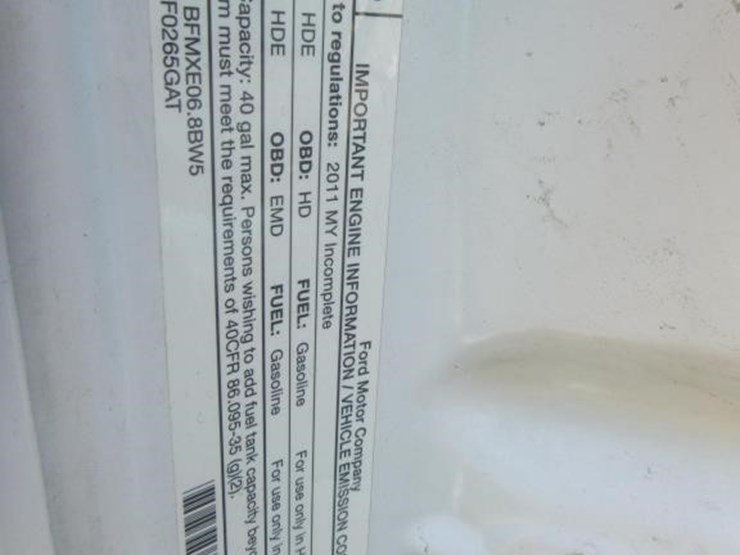 Ford Motor Company
IMPORTANT ENGINE INFORMATION / VEHICLE EMISSION CO
to regulations: 2011 MY Incomplete
HDE OBD: HD FUEL: Gasoline For use only in H
HDE OBD: EMD FUEL: Gasoline For use only in
apacity: 40 gal max. Persons wishing to add fuel tank capacity bey
m must meet the requirements of 40CFR 86.095-35 (g)(2).
BFMXE06.8BW5
F0265GAT